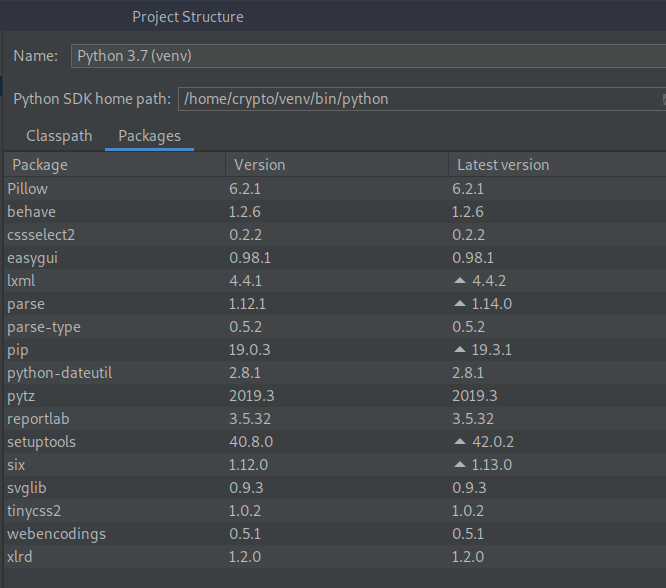 Project Structure
Name: Python 3.7 (venv)
Python SDK home path: /home/crypto/venv/bin/python
Classpath Packages
Package Version Latest version
Pillow 6.2.1 6.2.1
behave 1.2.6 1.2.6
cssselect2 0.2.2 0.2.2
easygui 0.98.1 0.98.1
lxml 4.4.1 4.4.2
parse 1.12.1 1.14.0
parse-type 0.5.2 0.5.2
pip 19.0.3 19.3.1
python-dateutil 2.8.1 2.8.1
pytz 2019.3 2019.3
reportlab 3.5.32 3.5.32
setuptools 40.8.0 42.0.2
six 1.12.0 1.13.0
svglib 0.9.3 0.9.3
tinycss2 1.0.2 1.0.2
webencodings 0.5.1 0.5.1
xlrd 1.2.0 1.2.0